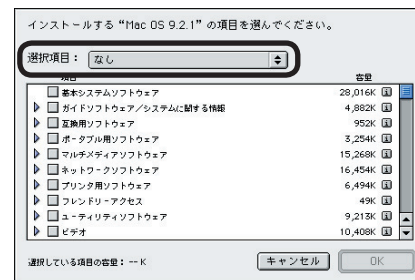 インストールする“Mac OS 9.2.1”の項目を選んでください。
選択項目： なし
項目 容量
基本システムソフトウェア 28,016K
ガイドソフトウェア/システムに関する情報 4,882K
互換用ソフトウェア 952K
ポータブル用ソフトウェア 3,254K
マルチメディアソフトウェア 15,268K
ネットワークソフトウェア 16,454K
プリンタ用ソフトウェア 6,494K
フレンドリーアクセス 49K
ユーティリティソフトウェア 9,213K
ビデオ 10,408K
選択している項目の容量： -- K キャンセル OK